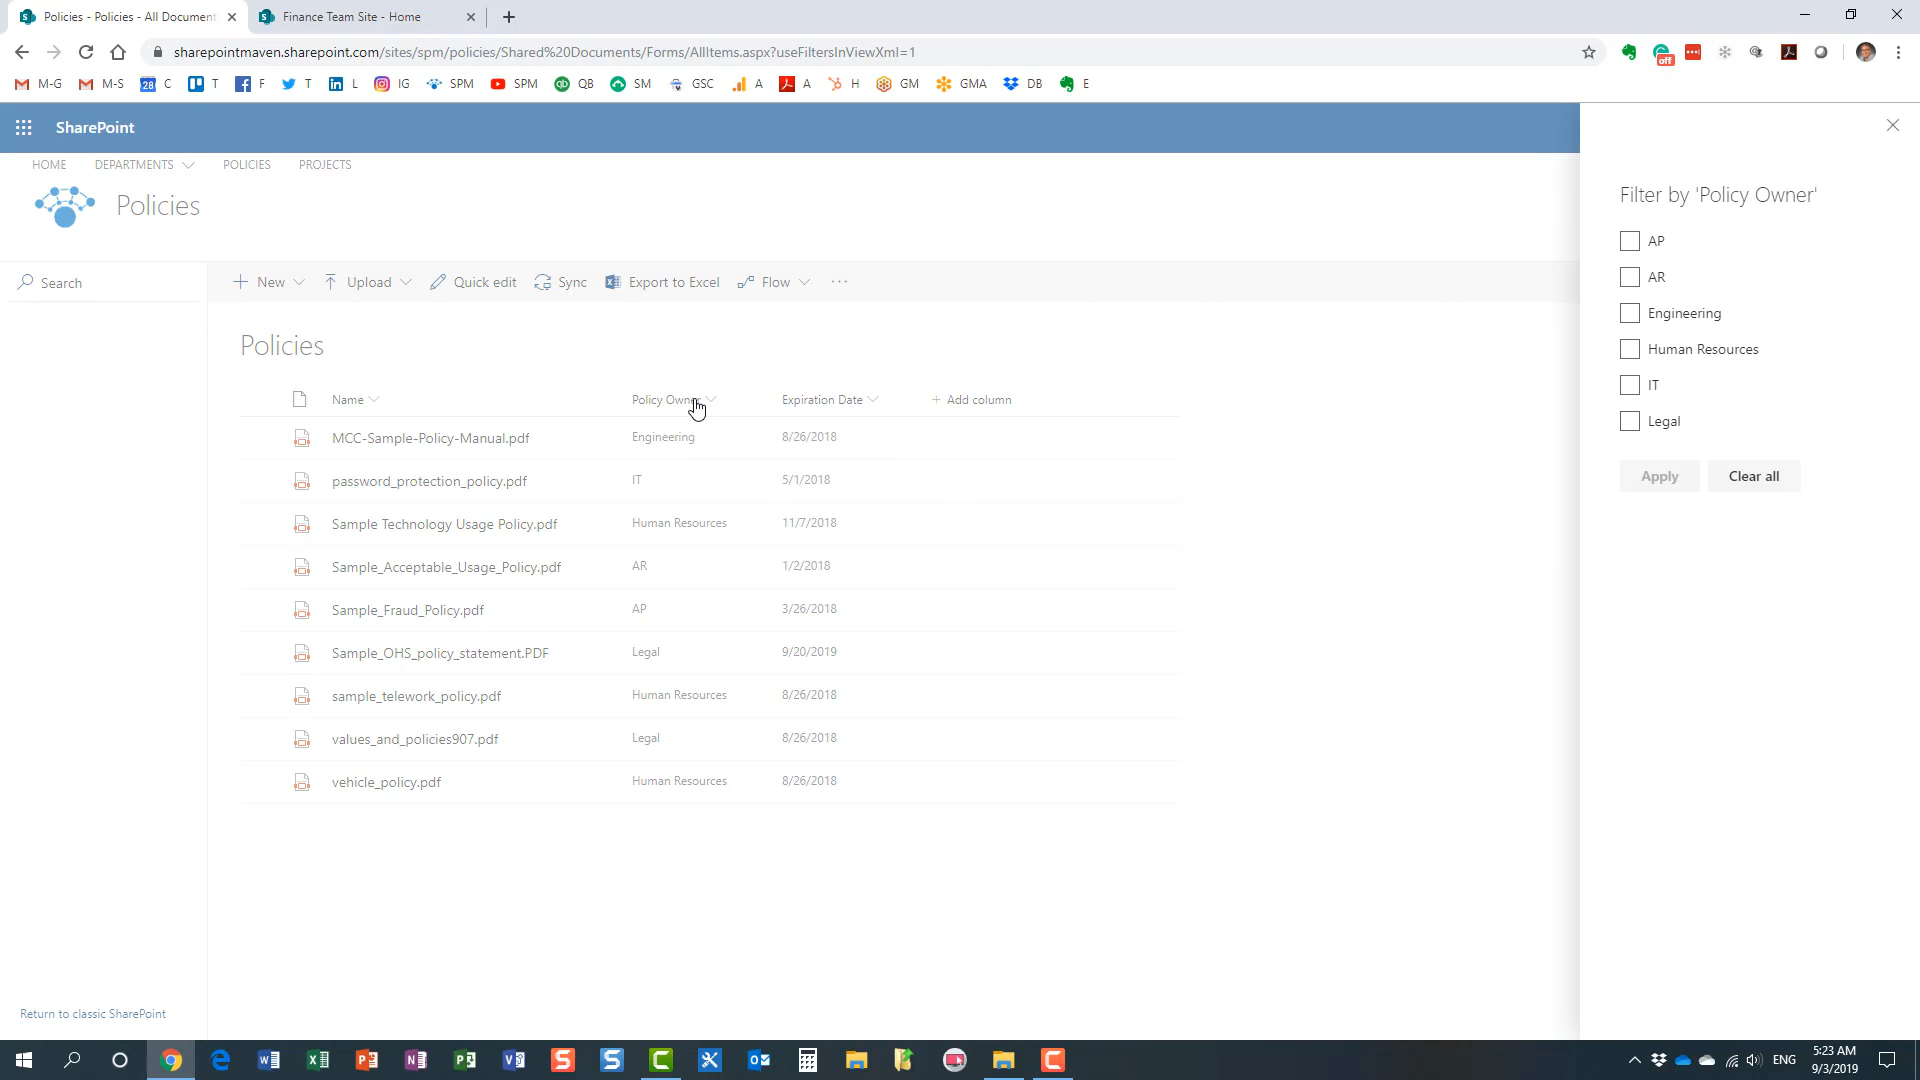 Policies - Policies - All Document
Finance Team Site - Home
sharepointmaven.sharepoint.com/sites/spm/policies/Shared%20Documents/Forms/AllItems.aspx?useFiltersInViewXml=1
off
M-G M-S 28 C T F T L IG SPM SPM QB SM GSC A A H GM GMA DB E
SharePoint
HOME DEPARTMENTS POLICIES PROJECTS
Policies
Search
New Upload Quick edit Sync Export to Excel Flow ...
Policies
Name Policy Owner Expiration Date + Add column
MCC-Sample-Policy-Manual.pdf Engineering 8/26/2018
password_protection_policy.pdf IT 5/1/2018
Sample Technology Usage Policy.pdf Human Resources 11/7/2018
Sample_Acceptable_Usage_Policy.pdf AR 1/2/2018
Sample_Fraud_Policy.pdf AP 3/26/2018
Sample_OHS_policy_statement.PDF Legal 9/20/2019
sample_telework_policy.pdf Human Resources 8/26/2018
values_and_policies907.pdf Legal 8/26/2018
vehicle_policy.pdf Human Resources 8/26/2018
Return to classic SharePoint
Filter by 'Policy Owner'
AP
AR
Engineering
Human Resources
IT
Legal
Apply Clear all
ENG
5:23 AM
9/3/2019